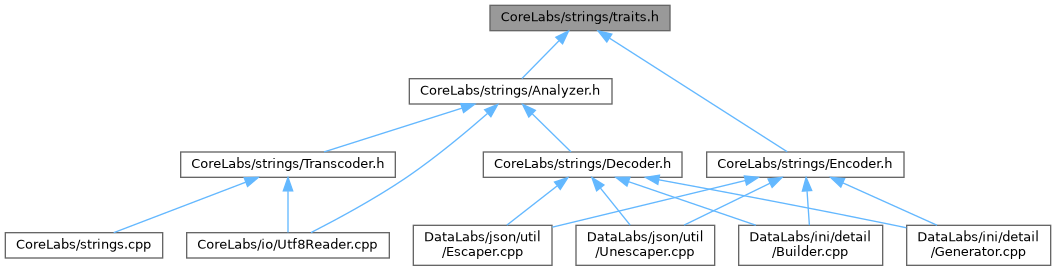 CoreLabs/strings/traits.h
CoreLabs/strings/Analyzer.h
CoreLabs/strings/Transcoder.h
CoreLabs/strings/Decoder.h
CoreLabs/strings/Encoder.h
CoreLabs/strings.cpp
CoreLabs/io/Utf8Reader.cpp
DataLabs/json/util
/Escaper.cpp
DataLabs/json/util
/Unescaper.cpp
DataLabs/ini/detail
/Builder.cpp
DataLabs/ini/detail
/Generator.cpp